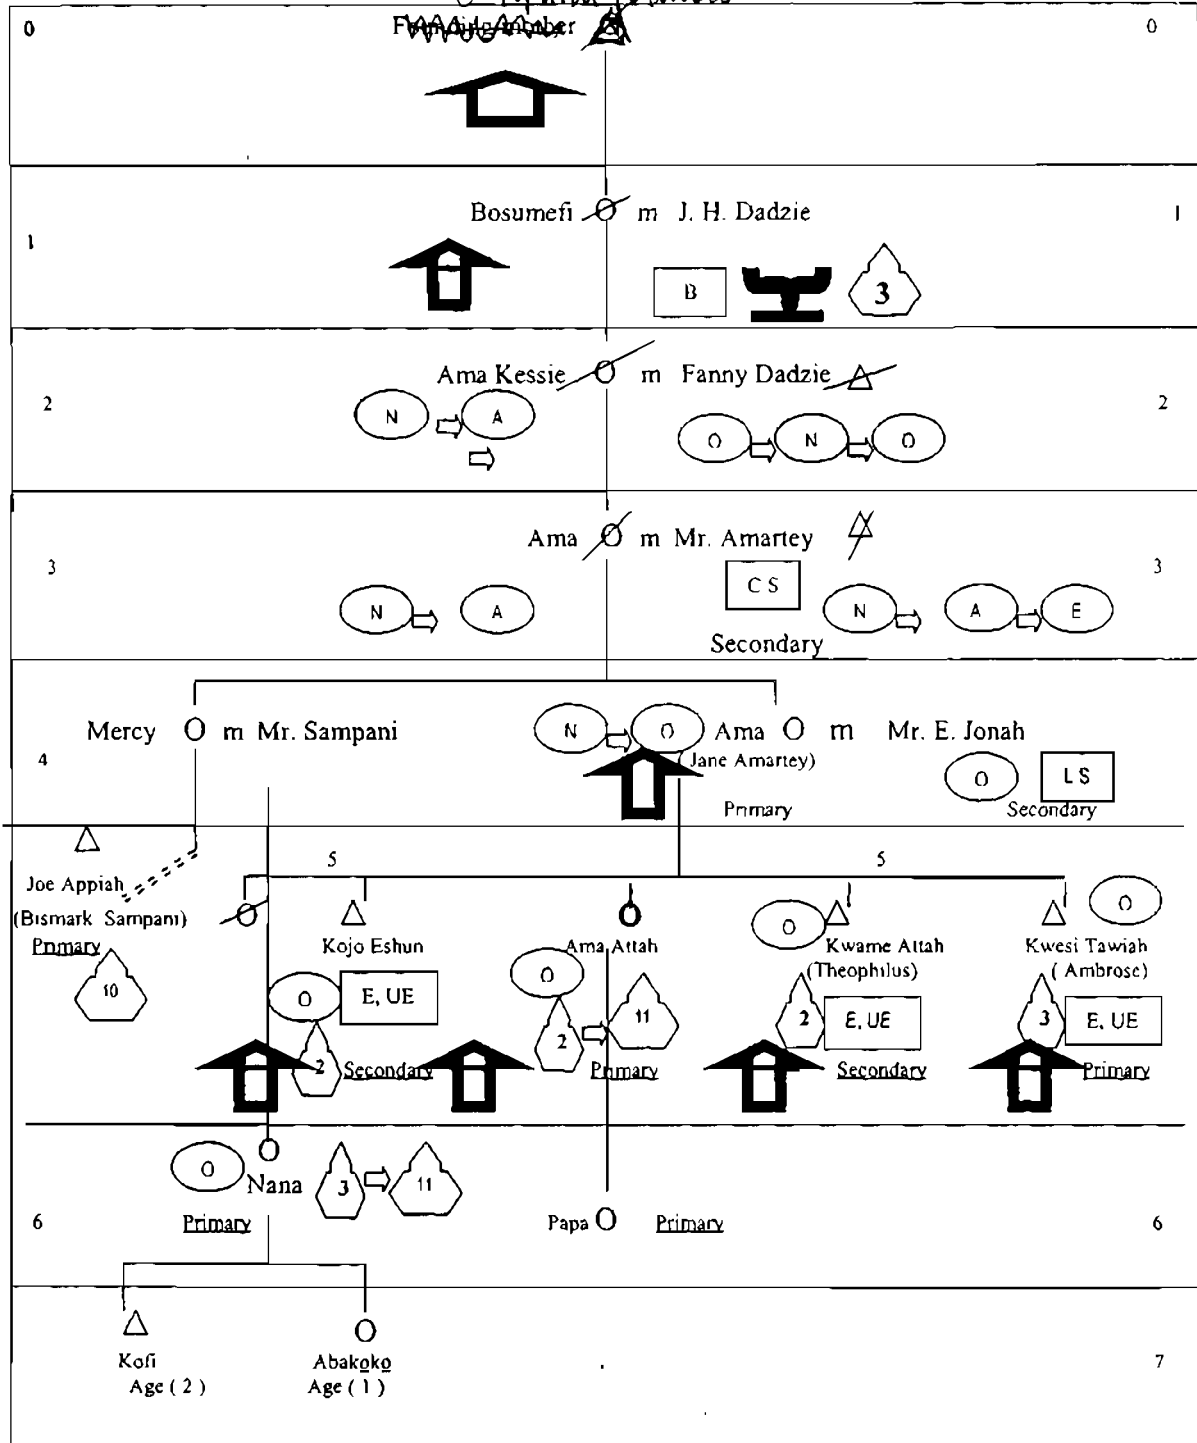 0 0
B
Bosumefi O m J. H. Dadzie
1 1
B 3
Ama Kessie O m Fanny Dadzie
2 2
N A O N O
Ama O m Mr. Amartey
3 3
C S
N A N A E
Secondary
Mercy O m Mr. Sampani N O Ama O m Mr. E. Jonah
(Jane Amartey)
4
O L S
Primary Secondary
5 5
Joe Appiah
(Bismark Sampani)
Primary
10
Kojo Eshun
O E, UE
2 Secondary
Ama Attah
O
2 11
Primary
O
Kwame Attah
(Theophilus)
2 E, UE
Secondary
O
Kwesi Tawiah
( Ambrose)
3 E, UE
Primary
O Nana 3 11
Primary
6 Papa O Primary 6
Kofi Abakoko
Age ( 2 ) Age ( 1 )
7